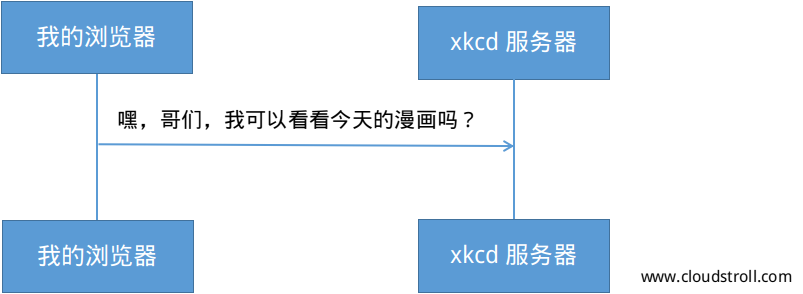 我的浏览器
xkcd 服务器
嘿，哥们，我可以看看今天的漫画吗？
我的浏览器
xkcd 服务器
www.cloudstroll.com